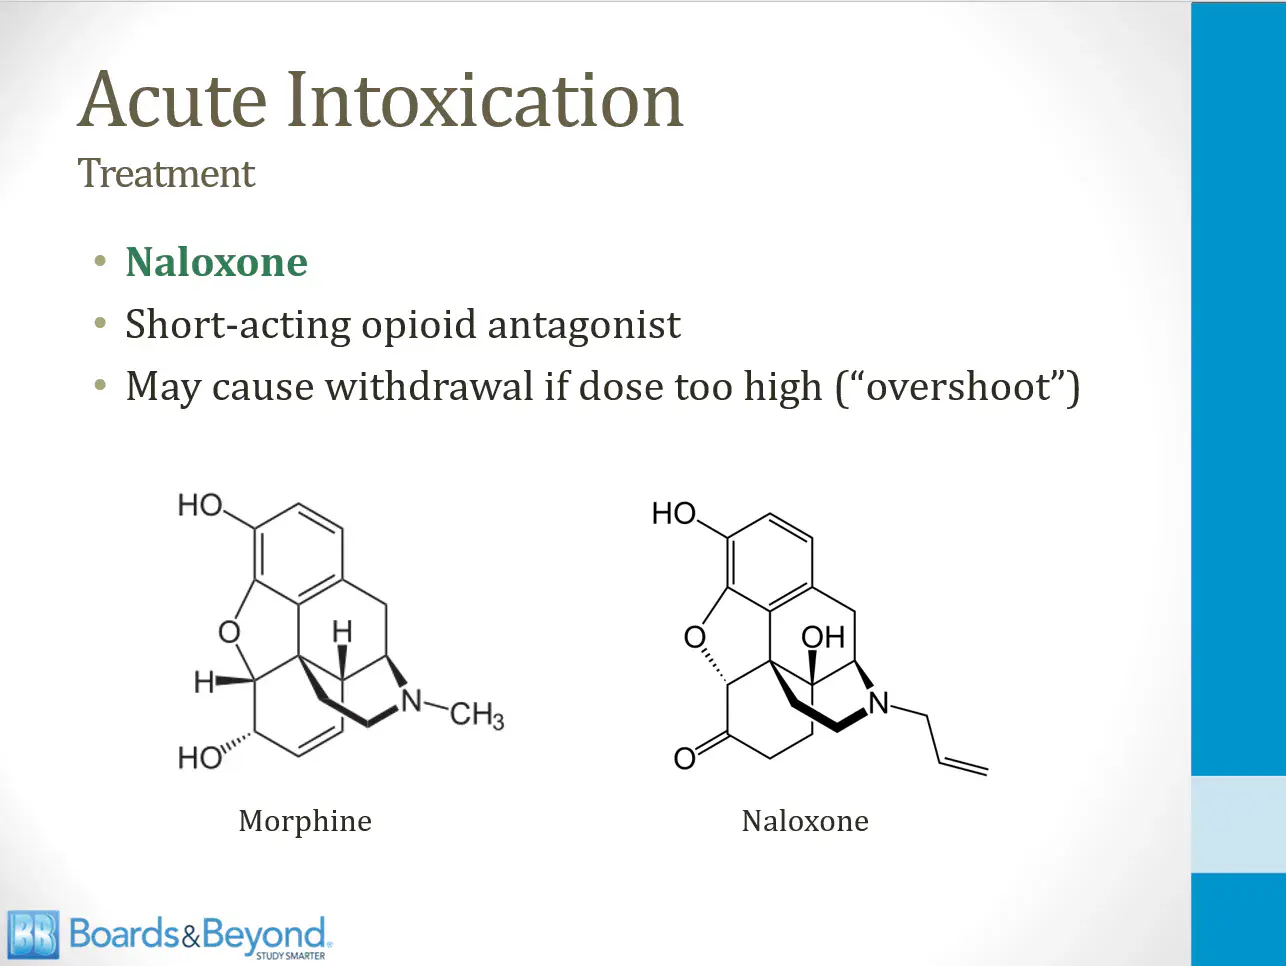 Acute Intoxication
Treatment
• Naloxone
• Short-acting opioid antagonist
• May cause withdrawal if dose too high (“overshoot”)
HO
O
H
H
N
CH3
HO
Morphine
HO
O
OH
N
O
Naloxone
BB Boards&Beyond®
STUDY SMARTER